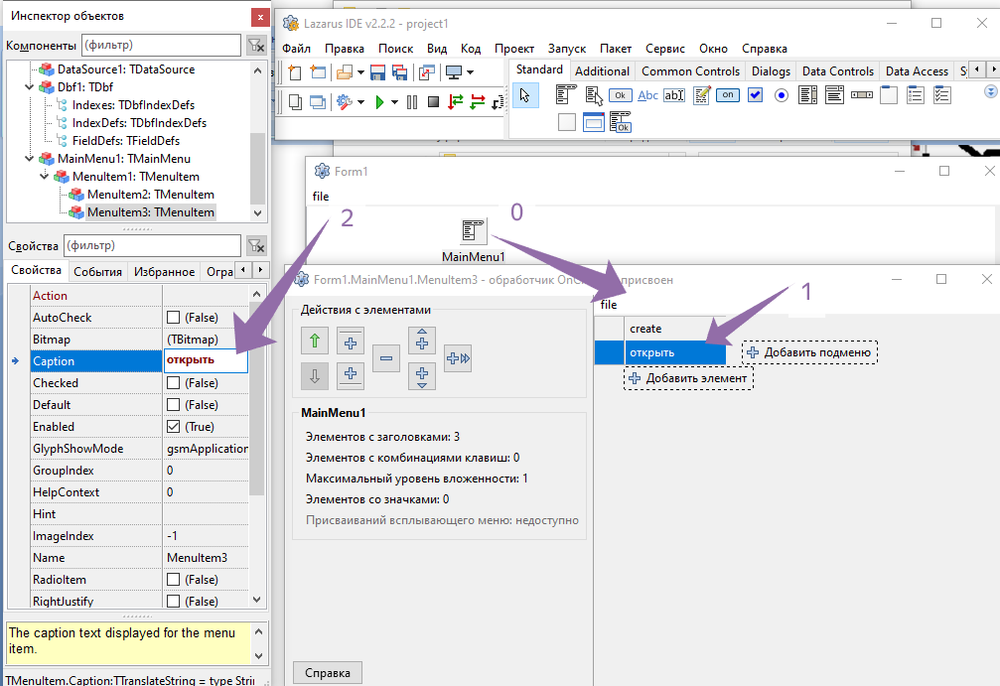 Инспектор объектов
Компоненты (фильтр)
DataSource1: TDataSource
Dbf1: TDbf
Indexes: TDbfIndexDefs
IndexDefs: TDbfIndexDefs
FieldDefs: TFieldDefs
MainMenu1: TMainMenu
MenuItem1: TMenuItem
MenuItem2: TMenuItem
MenuItem3: TMenuItem
Свойства (фильтр)
Свойства События Избранное Огра
Action
AutoCheck (False)
Bitmap (TBitmap)
Caption открыть
Checked (False)
Default (False)
Enabled (True)
GlyphShowMode gsmApplication
GroupIndex 0
HelpContext 0
Hint
ImageIndex -1
Name MenuItem3
RadioItem (False)
RightJustify (False)
The caption text displayed for the menu
item.
TMenuItem.Caption:TTranslateString = type Stri
Lazarus IDE v2.2.2 - project1
Файл Правка Поиск Вид Код Проект Запуск Пакет Сервис Окно Справка
Standard Additional Common Controls Dialogs Data Controls Data Access S
Ok Abc abI on
Ok
Form1
file
2
0
MainMenu1
Form1.MainMenu1.MenuItem3 - обработчик OnC присвоен
Действия с элементами
MainMenu1
Элементов с заголовками: 3
Элементов с комбинациями клавиш: 0
Максимальный уровень вложенности: 1
Элементов со значками: 0
Присваиваний всплывающего меню: недоступно
Справка
file
1
create
открыть Добавить подменю
Добавить элемент